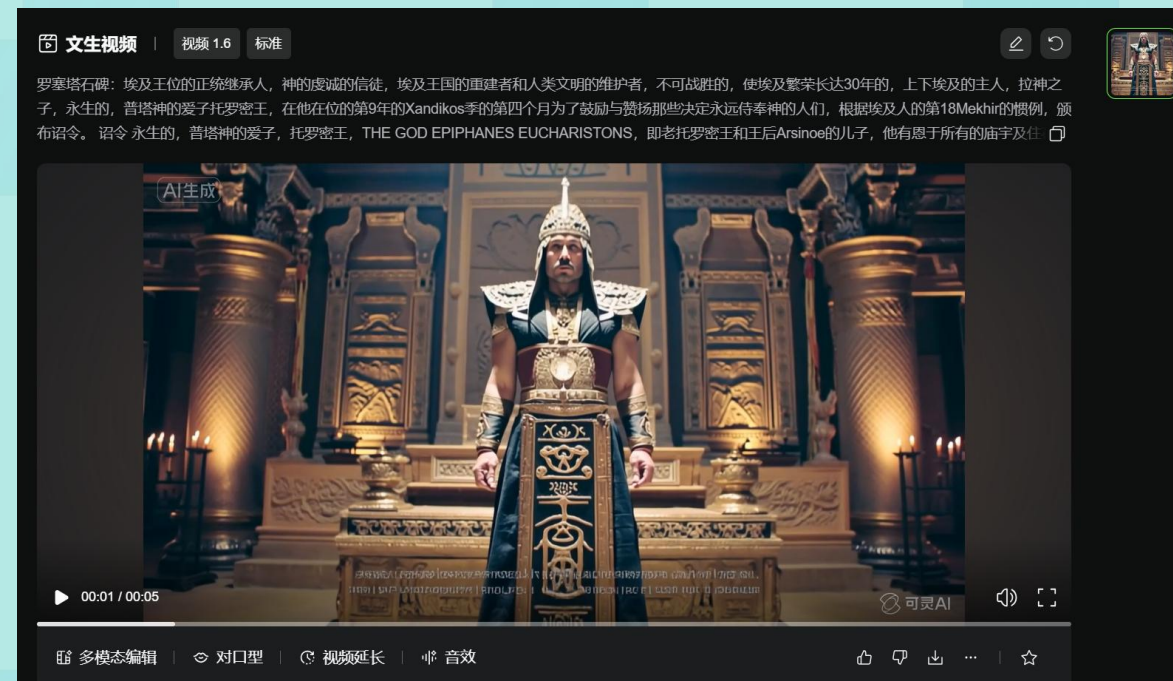 文生视频 | 视频 1.6 标准
罗塞塔石碑：埃及王位的正统继承人，神的虔诚的信徒，埃及王国的重建者和人类文明的维护者，不可战胜的，使埃及繁荣长达30年的，上下埃及的主人，拉神之
子，永生的，普塔神的爱子托罗密王，在他在位的第9年的Xandikos季的第四个月为了鼓励与赞扬那些决定永远侍奉神的人们，根据埃及人的第18Mekhir的惯例，颁
布诏令。 诏令 永生的，普塔神的爱子，托罗密王，THE GOD EPIPHANES EUCHARISTONS，即老托罗密王和王后Arsinoe的儿子，他有恩于所有的庙宇及住
AI生成
00:01 / 00:05
可灵AI
多模态编辑 | 对口型 | 视频延长 | 音效